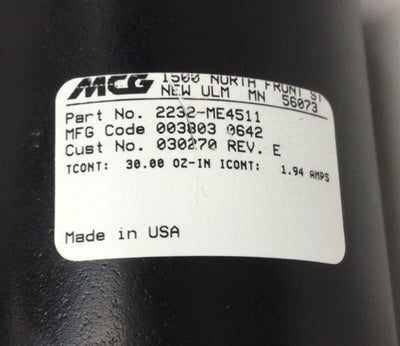 MCG 1500 NORTH FRONT ST
NEW ULM MN 56073
Part No. 2232-ME4511
MFG Code 003803 0642
Cust No. 030270 REV. E
TCONT: 30.00 OZ-IN ICONT: 1.94 AMPS
Made in USA